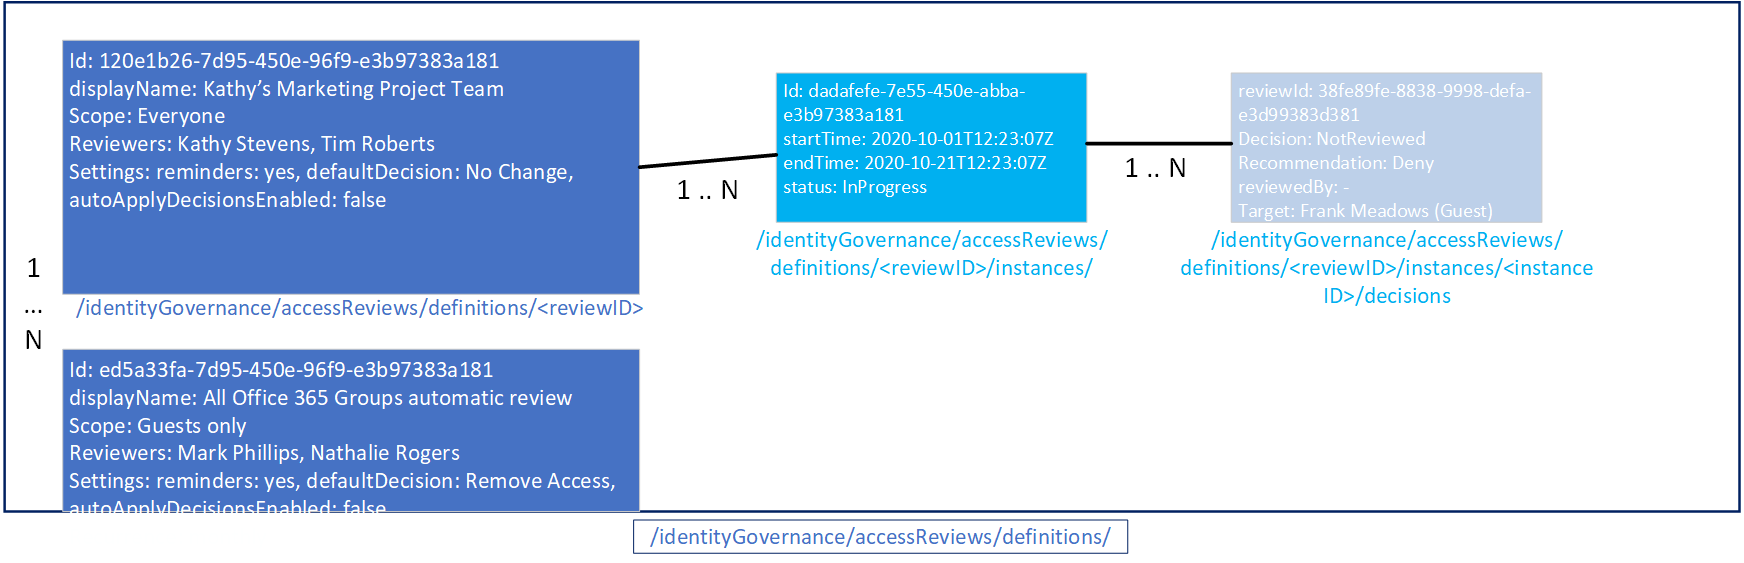 Id: 120e1b26-7d95-450e-96f9-e3b97383a181
displayName: Kathy’s Marketing Project Team
Scope: Everyone
Reviewers: Kathy Stevens, Tim Roberts
Settings: reminders: yes, defaultDecision: No Change,
autoApplyDecisionsEnabled: false
/identityGovernance/accessReviews/definitions/<reviewID>
1
...
N
Id: ed5a33fa-7d95-450e-96f9-e3b97383a181
displayName: All Office 365 Groups automatic review
Scope: Guests only
Reviewers: Mark Phillips, Nathalie Rogers
Settings: reminders: yes, defaultDecision: Remove Access,
autoApplyDecisionsEnabled: false
1 .. N
Id: dadafefe-7e55-450e-abba-
e3b97383a181
startTime: 2020-10-01T12:23:07Z
endTime: 2020-10-21T12:23:07Z
status: InProgress
/identityGovernance/accessReviews/
definitions/<reviewID>/instances/
1 .. N
reviewId: 38fe89fe-8838-9998-defa-
e3d99383d381
Decision: NotReviewed
Recommendation: Deny
reviewedBy: -
Target: Frank Meadows (Guest)
/identityGovernance/accessReviews/
definitions/<reviewID>/instances/<instance
ID>/decisions
/identityGovernance/accessReviews/definitions/